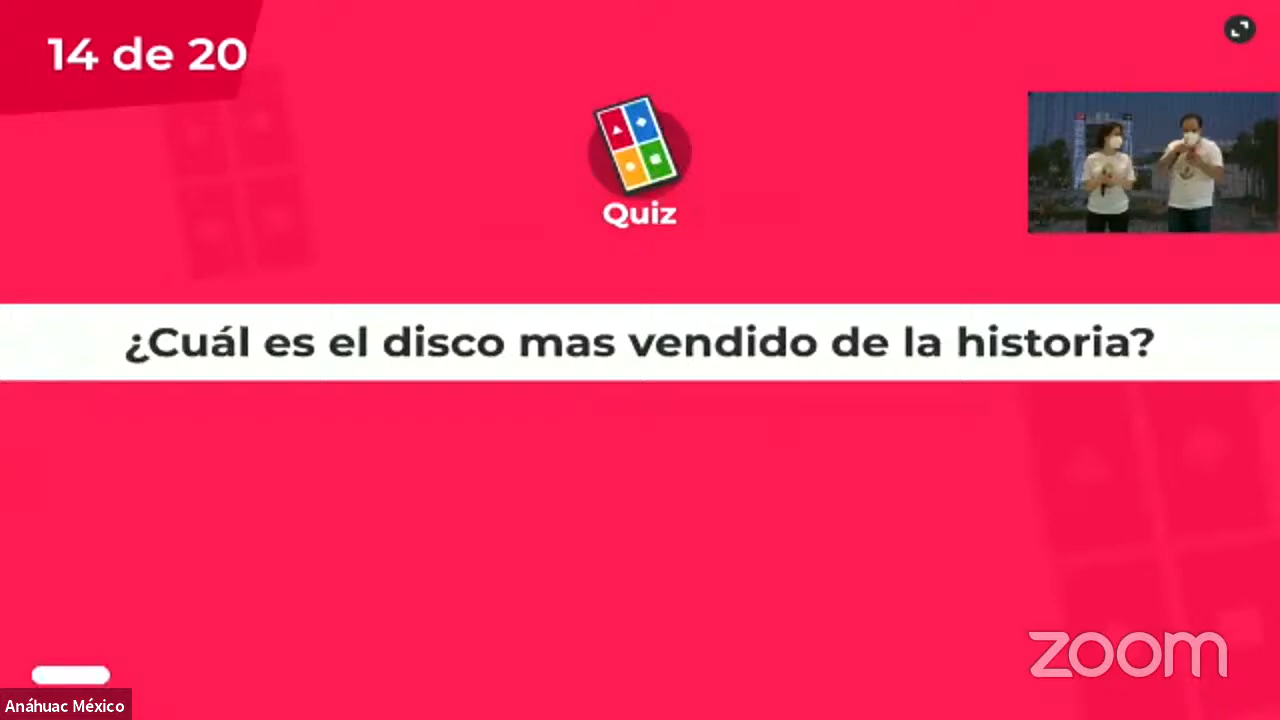 14 de 20
Quiz
¿Cuál es el disco mas vendido de la historia?
zoom
Anáhuac México